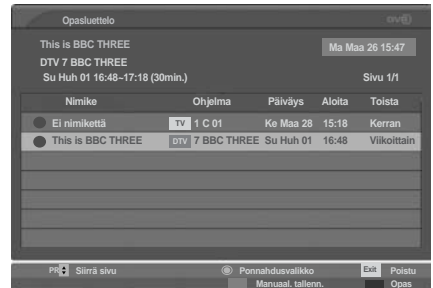 Opasluettelo
This is BBC THREE
Ma Maa 26 15:47
DTV 7 BBC THREE
Su Huh 01 16:48~17:18 (30min.)
Sivu 1/1
Nimike Ohjelma Päiväys Aloita Toista
Ei nimikettä TV 1 C 01 Ke Maa 28 15:18 Kerran
This is BBC THREE DTV 7 BBC THREE Su Huh 01 16:48 Viikoittain
PR Siirrä sivu Ponnahdusvalikko Exit Poistu
Manuaal. tallenn. Opas